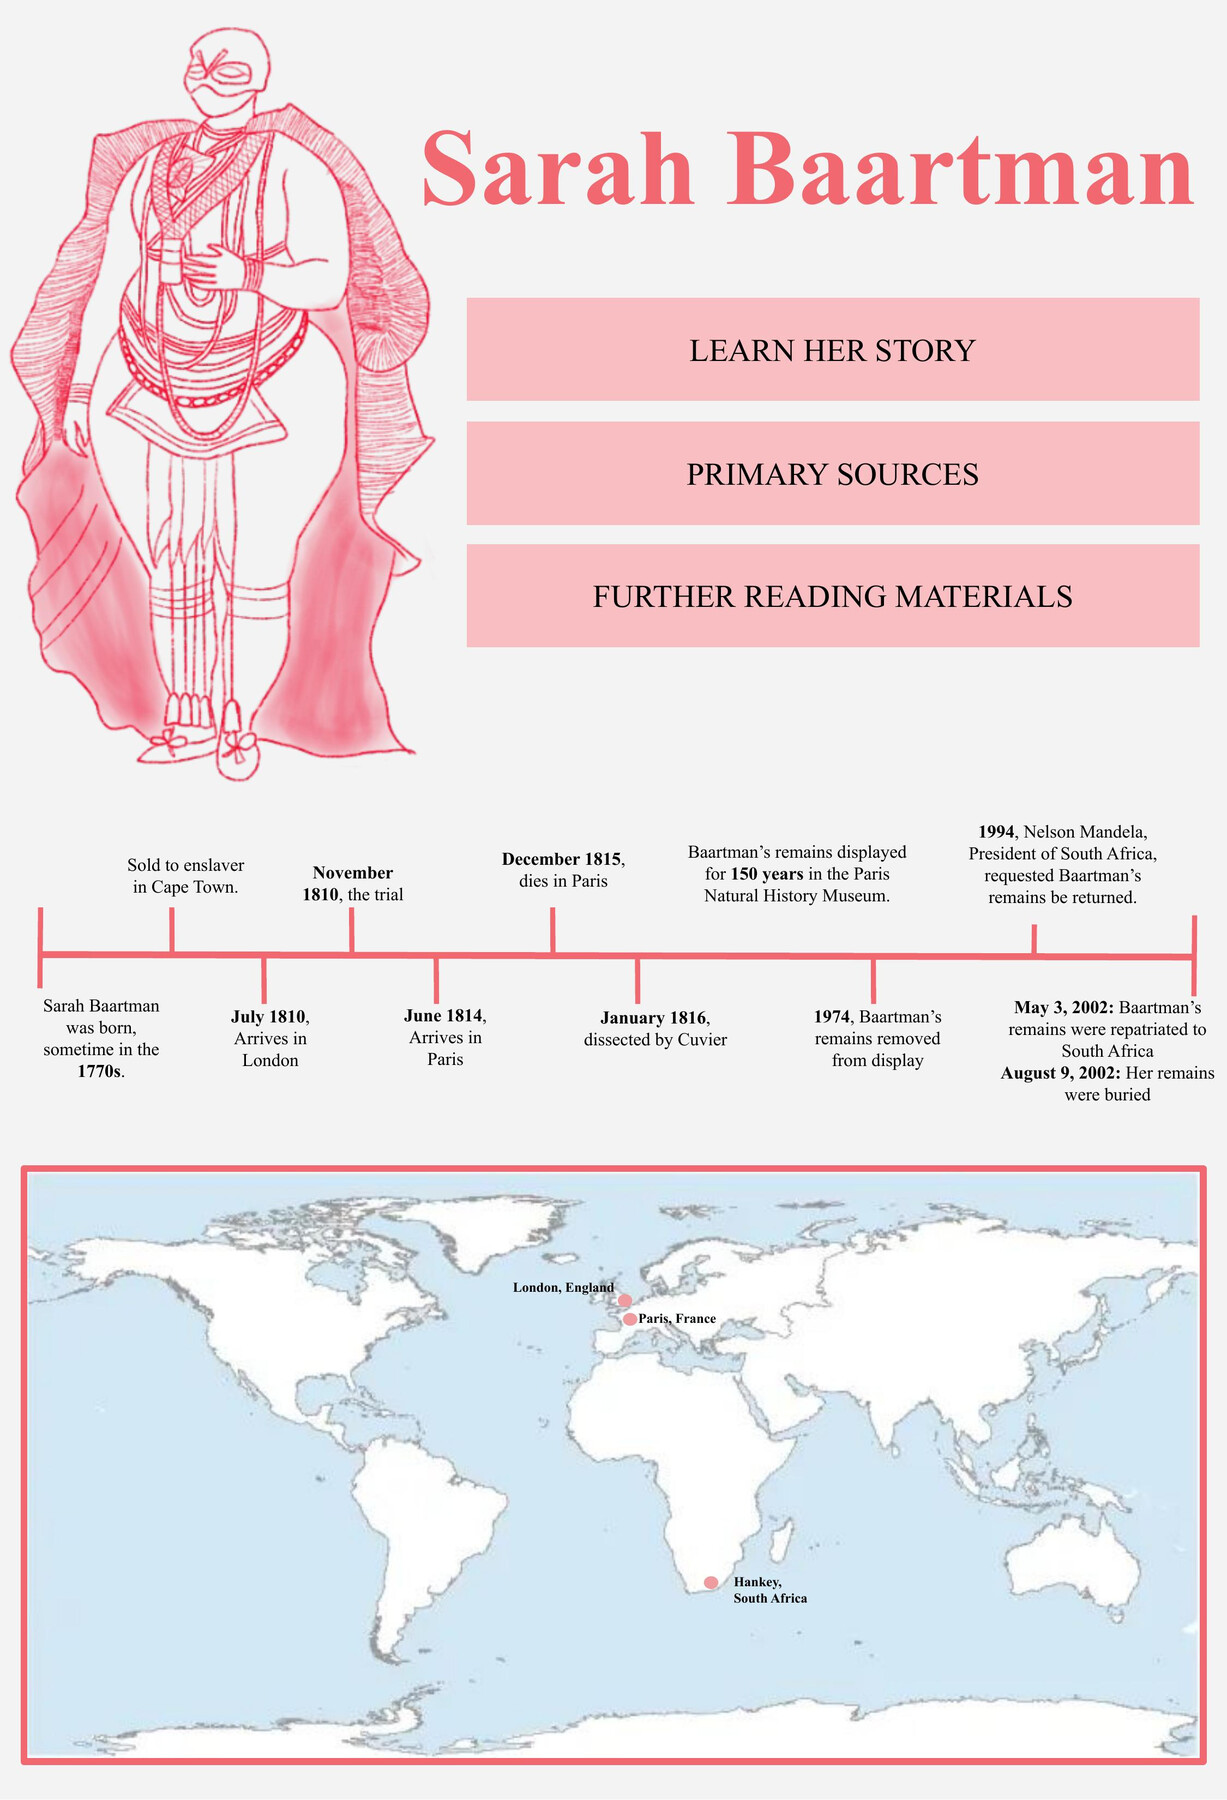 Sarah Baartman
LEARN HER STORY
PRIMARY SOURCES
FURTHER READING MATERIALS
Sarah Baartman
was born,
sometime in the
1770s.
Sold to enslaver
in Cape Town.
July 1810,
Arrives in
London
November
1810, the trial
June 1814,
Arrives in
Paris
December 1815,
dies in Paris
January 1816,
dissected by Cuvier
Baartman’s remains displayed
for 150 years in the Paris
Natural History Museum.
1974, Baartman’s
remains removed
from display
1994, Nelson Mandela,
President of South Africa,
requested Baartman’s
remains be returned.
May 3, 2002: Baartman’s
remains were repatriated to
South Africa
August 9, 2002: Her remains
were buried
London, England
Paris, France
Hankey,
South Africa